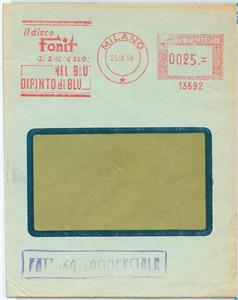 il disco
Fonit
di successo:
NEL BLU
DIPINTO di BLU
MILANO
25.IX.58
POSTE ITALIANE
0025.=
13692
FATTURA COMMERCIALE